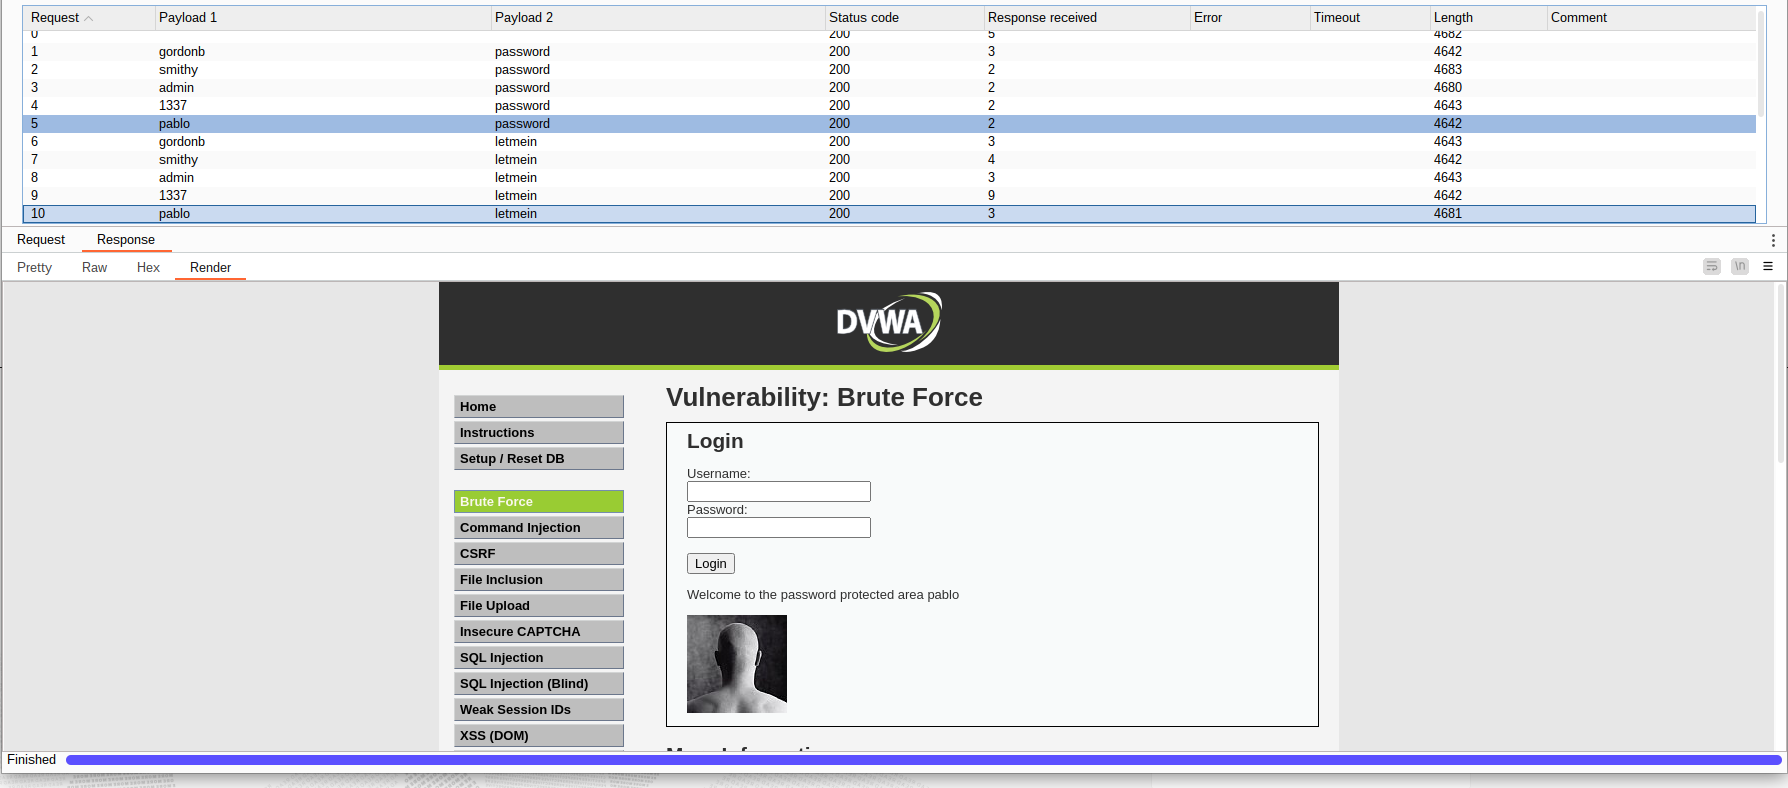 Request Payload 1 Payload 2 Status code Response received Error Timeout Length Comment
0 200 5 4682
1 gordonb password 200 3 4642
2 smithy password 200 2 4683
3 admin password 200 2 4680
4 1337 password 200 2 4643
5 pablo password 200 2 4642
6 gordonb letmein 200 3 4643
7 smithy letmein 200 4 4642
8 admin letmein 200 3 4643
9 1337 letmein 200 9 4642
10 pablo letmein 200 3 4681
Request Response
Pretty Raw Hex Render \n
DVWA
Vulnerability: Brute Force
Home
Instructions
Setup / Reset DB
Brute Force
Command Injection
CSRF
File Inclusion
File Upload
Insecure CAPTCHA
SQL Injection
SQL Injection (Blind)
Weak Session IDs
XSS (DOM)
Login
Username:
Password:
Login
Welcome to the password protected area pablo
Finished